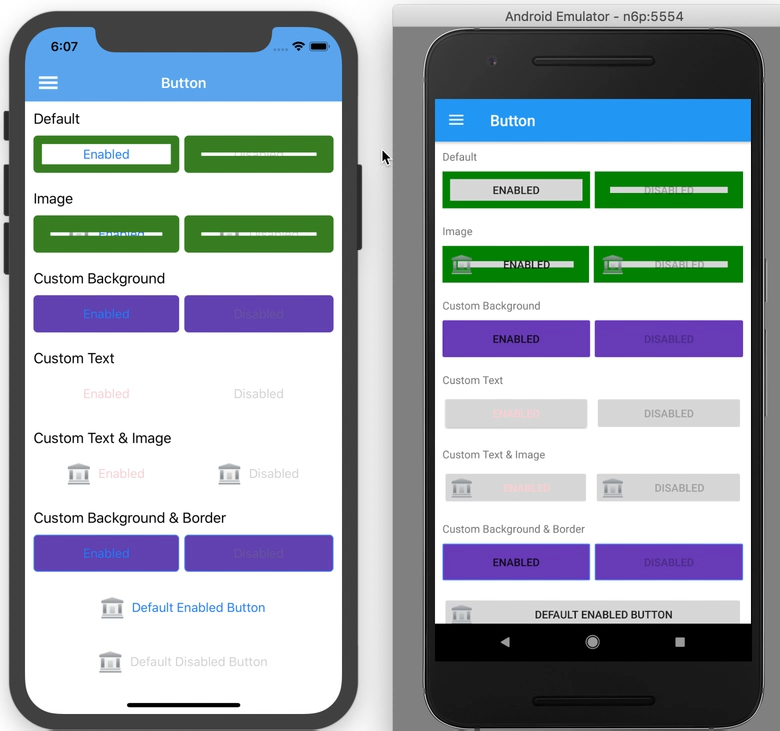 Android Emulator - n6p:5554
6:07
Button
Default
Enabled
Disabled
Image
Enabled
Disabled
Custom Background
Enabled
Disabled
Custom Text
Enabled
Disabled
Custom Text & Image
Enabled
Disabled
Custom Background & Border
Enabled
Disabled
Default Enabled Button
Default Disabled Button
Button
Default
ENABLED
DISABLED
Image
ENABLED
DISABLED
Custom Background
ENABLED
DISABLED
Custom Text
ENABLED
DISABLED
Custom Text & Image
ENABLED
DISABLED
Custom Background & Border
ENABLED
DISABLED
DEFAULT ENABLED BUTTON